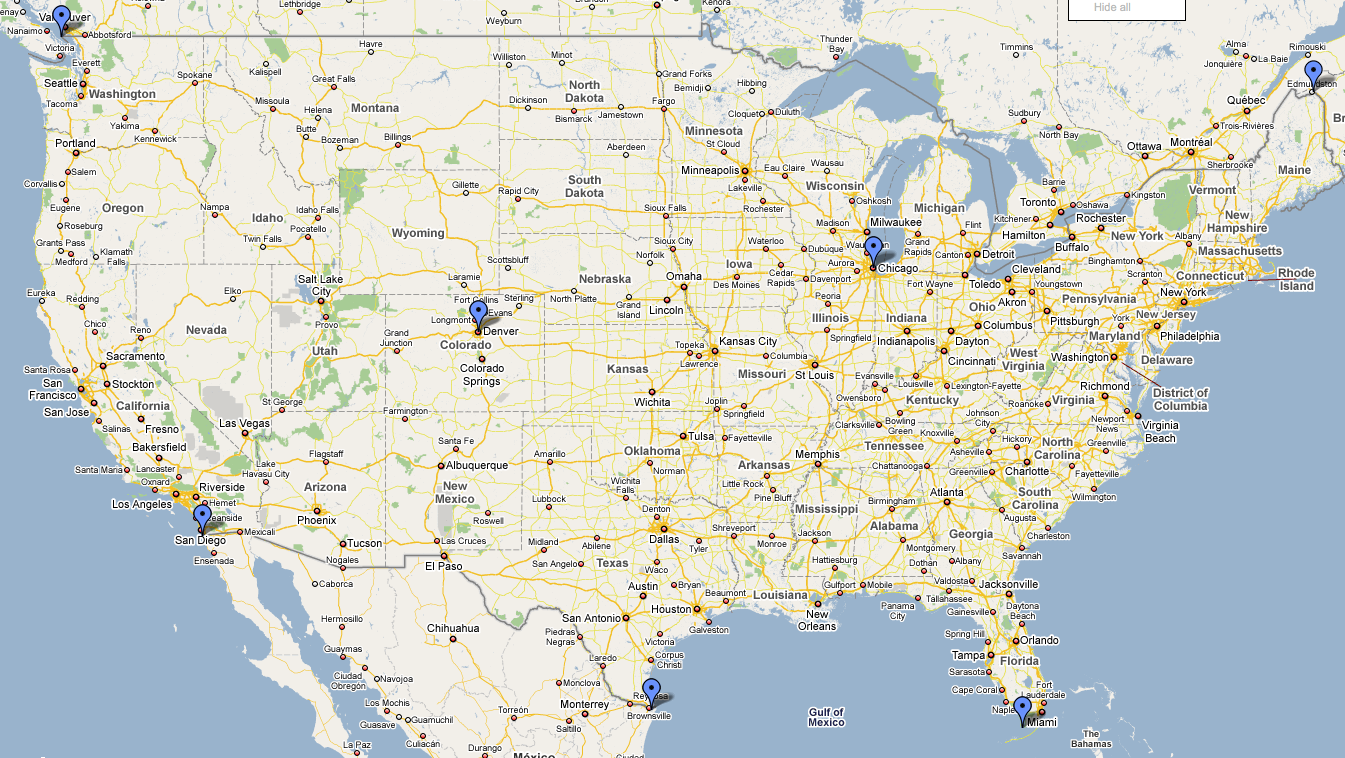 Hide all
Vancouver
Nanaimo
Abbotsford
Victoria
Lethbridge
Weyburn
Kenora
Thunder
Bay
Timmins
Alma
Rimouski
La Baie
Jonquière
Everett
Seattle
Washington
Tacoma
Spokane
Kalispell
Havre
Great Falls
Williston
Minot
Grand Forks
Bemidji
Hibbing
North
Dakota
Québec
Edmundston
Yakima
Kennewick
Missoula
Helena
Montana
Butte
Bozeman
Billings
Dickinson
Bismarck
Jamestown
Fargo
Cloquet
Duluth
Sudbury
North Bay
Trois-Rivières
Portland
Salem
Corvallis
Eugene
Oregon
Roseburg
Grants Pass
Medford
Klamath
Falls
Nampa
Idaho
Idaho Falls
Pocatello
Twin Falls
Gillette
Wyoming
Rapid City
Aberdeen
South
Dakota
Minnesota
St Cloud
Minneapolis
Lakeville
Eau Claire
Wausau
Wisconsin
Rochester
Oshkosh
Madison
Milwaukee
Michigan
Ottawa
Montréal
Sherbrooke
Maine
Barrie
Toronto
Oshawa
Kingston
Vermont
Kitchener
Hamilton
Rochester
Buffalo
New York
New
Hampshire
Albany
Massachusetts
Binghamton
Connecticut
Rhode
Island
Sioux Falls
Sioux City
Waterloo
Dubuque
Grand
Rapids
Flint
Canton
Detroit
Scottsbluff
Norfolk
Iowa
Aurora
Chicago
Cleveland
Scranton
Eureka
Redding
Elko
Salt Lake
City
Laramie
Nebraska
Omaha
Des Moines
Cedar
Rapids
Davenport
Fort Wayne
Toledo
Youngstown
Akron
Pennsylvania
New York
Provo
Fort Collins
Sterling
North Platte
Grand
Island
Lincoln
Peoria
Ohio
New Jersey
Chico
Reno
Nevada
Longmont
Evans
Denver
Illinois
Indiana
Columbus
Pittsburgh
York
Philadelphia
Sacramento
Utah
Grand
Junction
Colorado
Topeka
Kansas City
Springfield
Indianapolis
Dayton
Maryland
Santa Rosa
San
Francisco
Stockton
Colorado
Springs
Kansas
Lawrence
Columbia
Missouri
St Louis
Cincinnati
West
Virginia
Washington
Delaware
San Jose
California
Salinas
Fresno
St George
Las Vegas
Farmington
Wichita
Joplin
Springfield
Evansville
Louisville
Owensboro
Lexington-Fayette
Kentucky
Richmond
Roanoke
Virginia
District of
Columbia
Bakersfield
Santa Fe
Tulsa
Fayetteville
Clarksville
Bowling
Green
Johnson
City
Newport
News
Virginia
Beach
Santa Maria
Lancaster
Lake
Havasu City
Flagstaff
Albuquerque
Amarillo
Oklahoma
Norman
Arkansas
Memphis
Tennessee
Knoxville
Asheville
Hickory
North
Carolina
Greenville
Oxnard
Los Angeles
Riverside
Hemet
Oceanside
Arizona
New
Mexico
Wichita
Falls
Little Rock
Pine Bluff
Chattanooga
Greenville
Charlotte
Fayetteville
Wilmington
Phoenix
Roswell
Lubbock
Denton
Dallas
Mississippi
Birmingham
Atlanta
South
Carolina
Augusta
San Diego
Mexicali
Tucson
Las Cruces
Midland
Abilene
Tyler
Shreveport
Monroe
Jackson
Alabama
Georgia
Charleston
Ensenada
Nogales
El Paso
San Angelo
Texas
Waco
Hattiesburg
Montgomery
Dothan
Albany
Savannah
Caborca
Austin
Bryan
Beaumont
Louisiana
Gulfport
Mobile
Valdosta
Jacksonville
Hermosillo
Chihuahua
San Antonio
Houston
Galveston
New
Orleans
Panama
City
Tallahassee
Gainesville
Daytona
Beach
Guaymas
Piedras
Negras
Victoria
Spring Hill
Orlando
Ciudad
Obregón
Navojoa
Laredo
Corpus
Christi
Tampa
Florida
Sarasota
Los Mochis
Monclova
Reynosa
Cape Coral
Fort
Lauderdale
Guasave
Guamuchil
Torreón
Monterrey
Brownsville
Gulf of
Mexico
Naples
Miami
Saltillo
La Paz
Culiacán
Durango
México
Ciudad
The
Bahamas